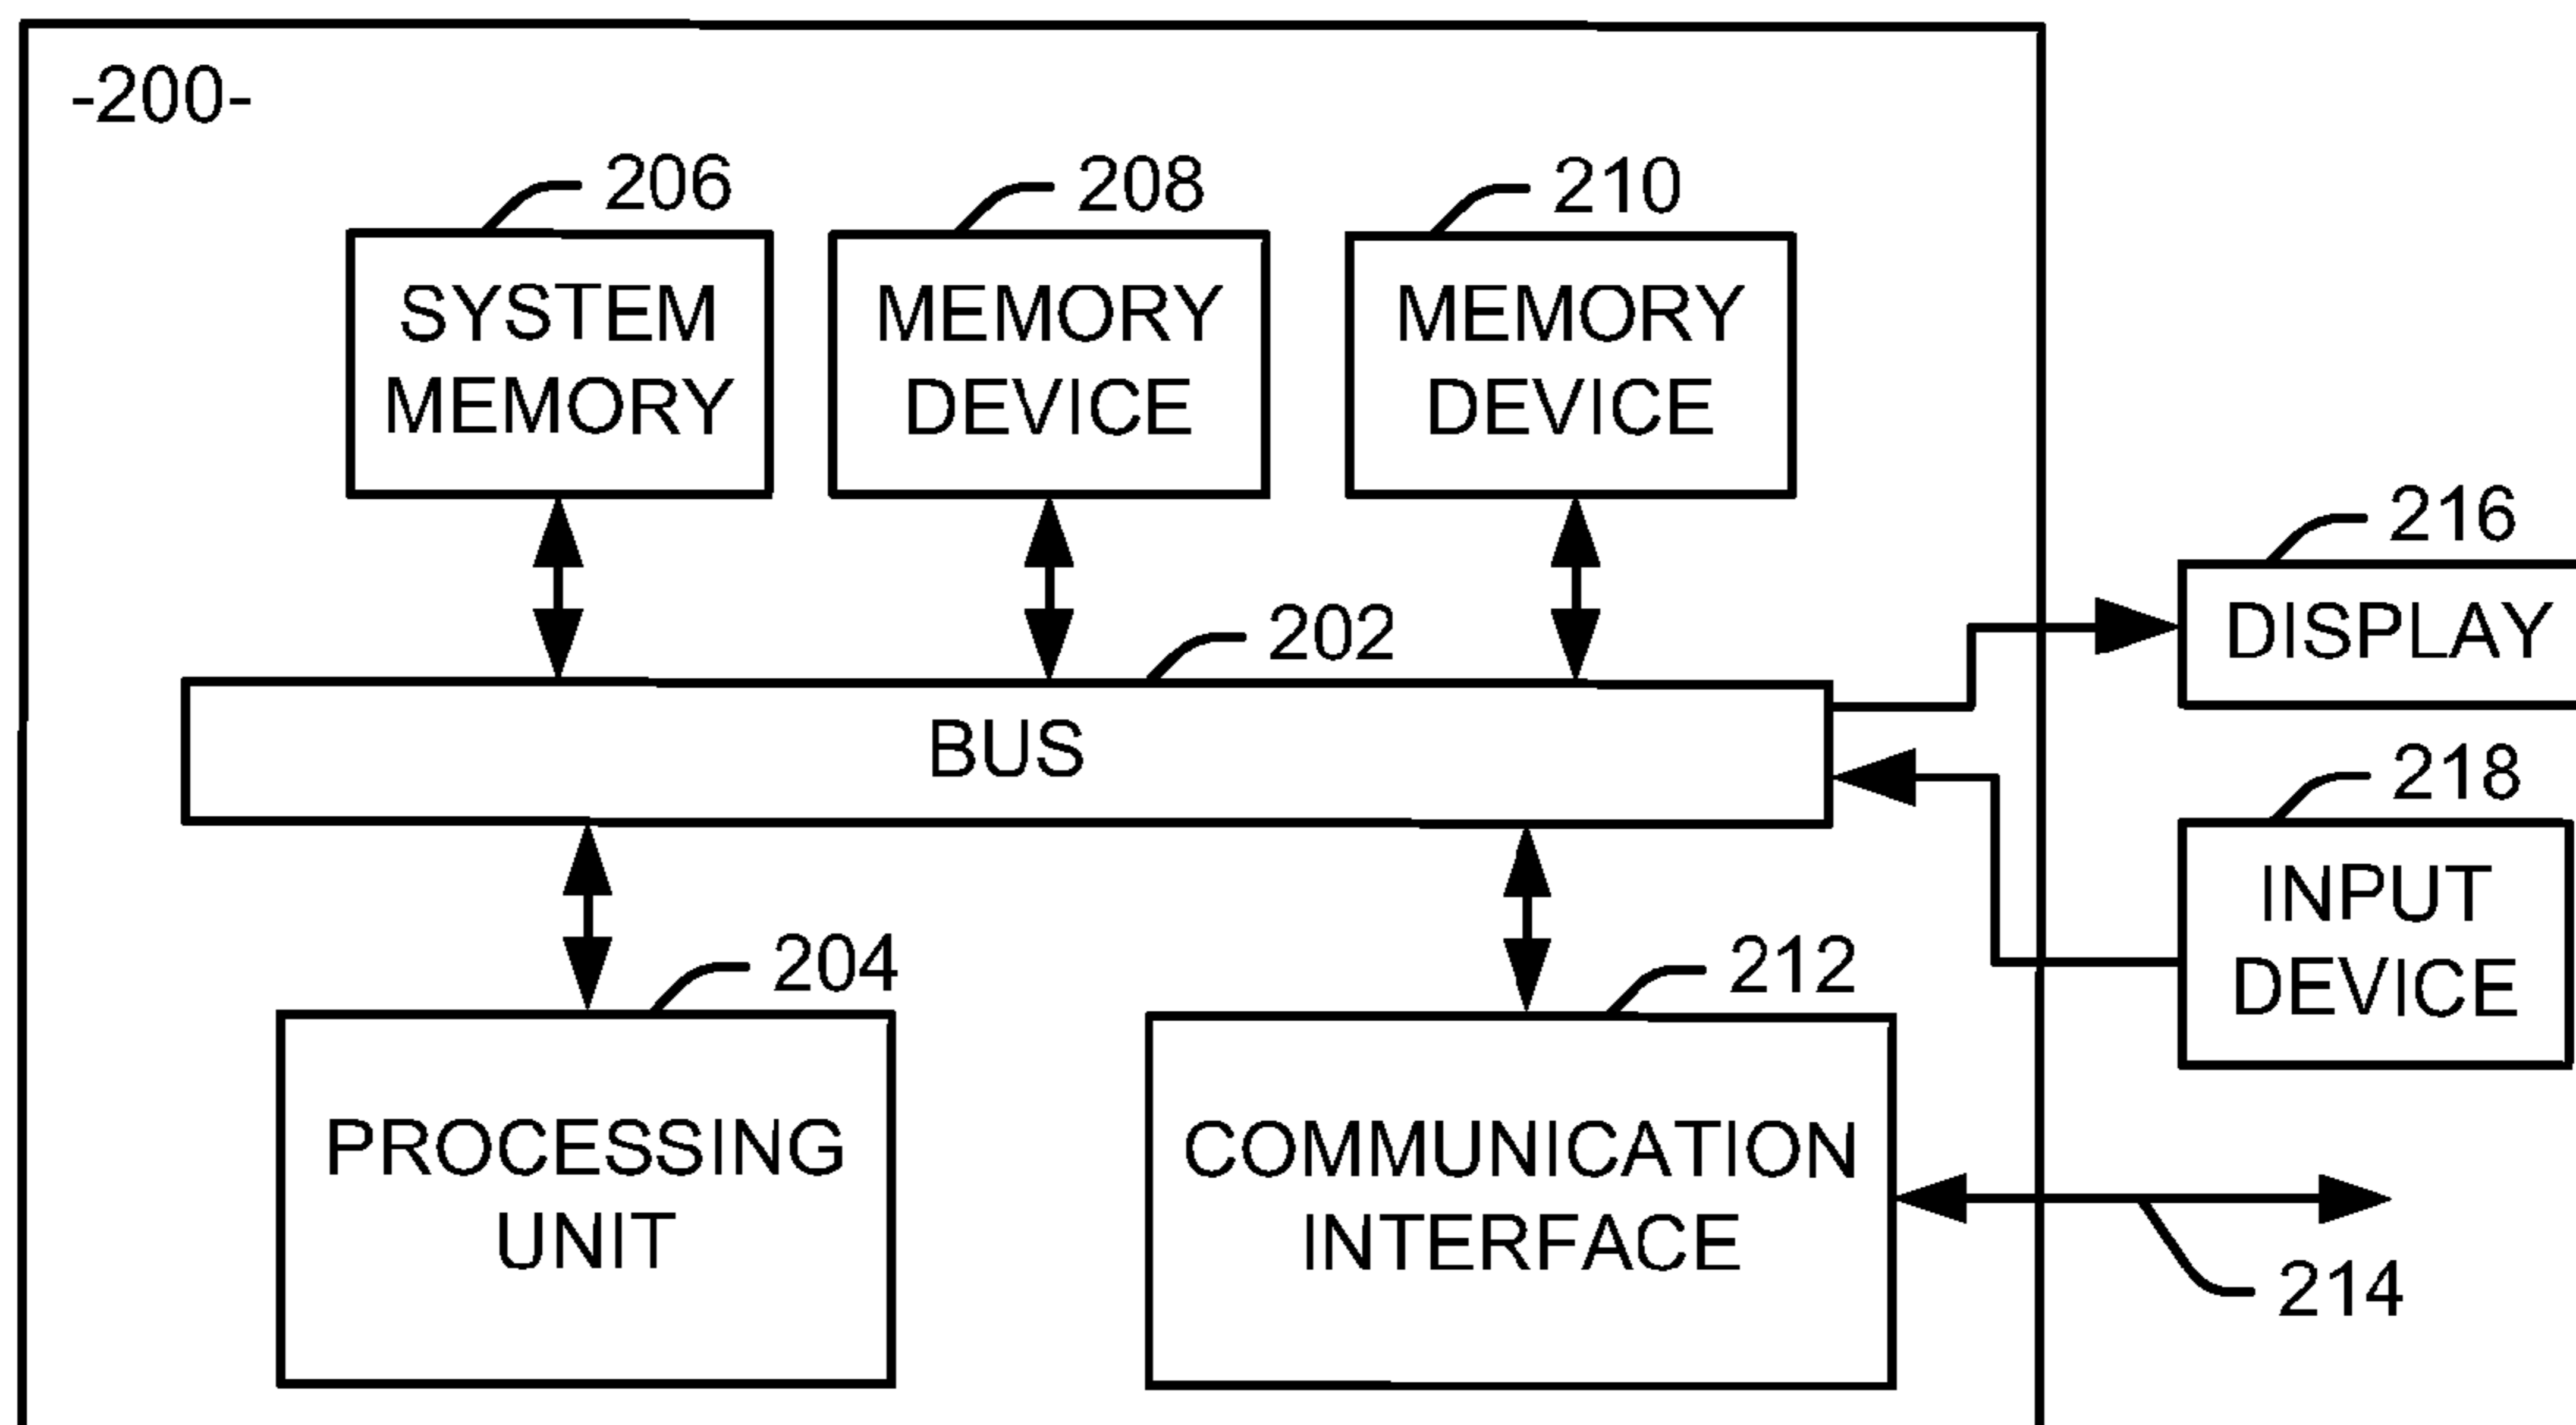 -200-
206
208
210
SYSTEM
MEMORY
MEMORY
DEVICE
MEMORY
DEVICE
216
DISPLAY
202
BUS
218
INPUT
DEVICE
204
212
PROCESSING
UNIT
COMMUNICATION
INTERFACE
214